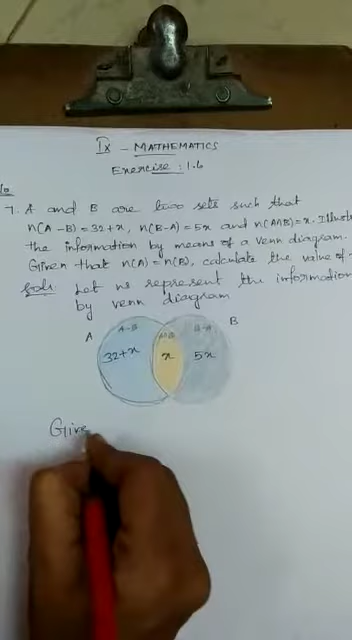 IX - MATHEMATICS
Exercise : 1.6
7. A and B are two sets such that
n(A - B) = 32 + x, n(B - A) = 5x and n(A∩B) = x.
the information by means of a venn diagram.
Given that n(A) = n(B), calculate the value of
Soln. Let us represent the information
by venn diagram
A B
A-B A∩B B-A
32+x x 5x
Give